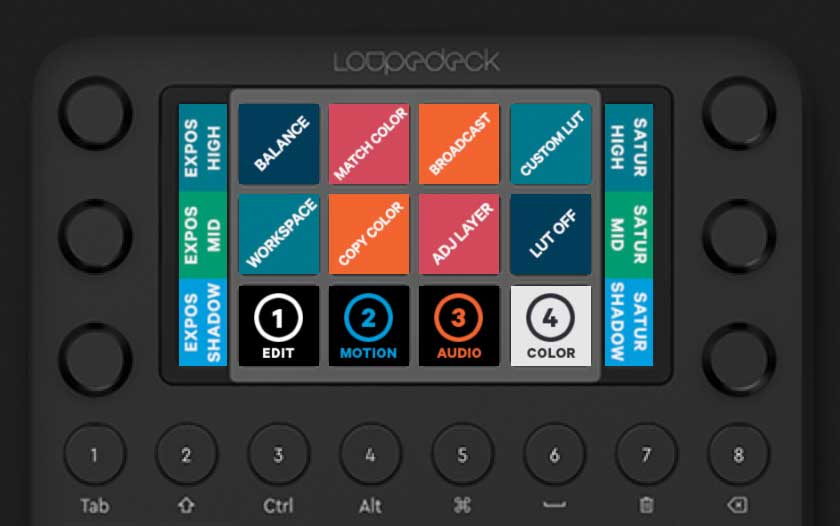 Loupedeck
EXPOS
HIGH
BALANCE
MATCH COLOR
BROADCAST
CUSTOM LUT
SATUR
HIGH
EXPOS
MID
WORKSPACE
COPY COLOR
ADJ LAYER
LUT OFF
SATUR
MID
EXPOS
SHADOW
1
EDIT
2
MOTION
3
AUDIO
4
COLOR
SATUR
SHADOW
1 2 3 4 5 6 7 8
Tab Ctrl Alt ⌘